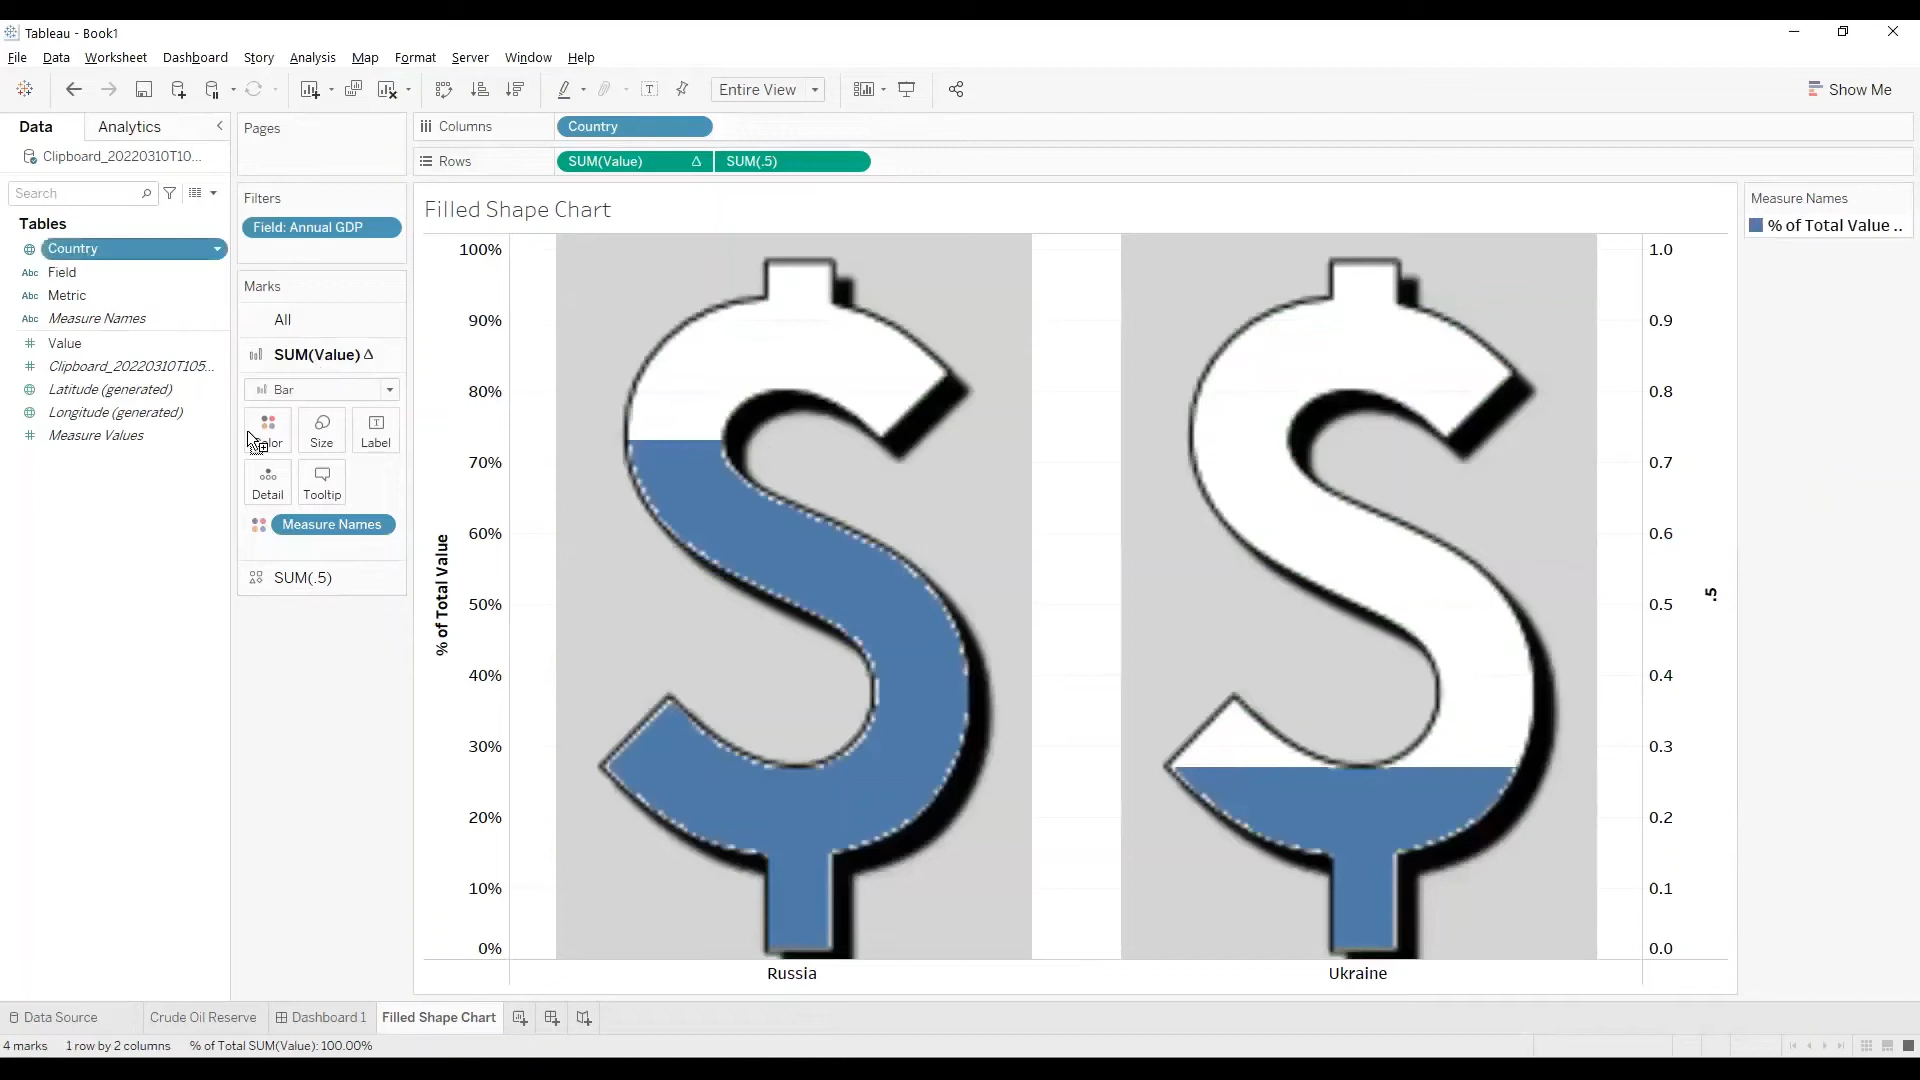 Tableau - Book1
File Data Worksheet Dashboard Story Analysis Map Format Server Window Help
Entire View
Show Me
Data Analytics
Clipboard_20220310T10...
Search
Tables
Country
Abc Field
Abc Metric
Abc Measure Names
Value
Clipboard_20220310T105...
Latitude (generated)
Longitude (generated)
Measure Values
Pages
Filters
Field: Annual GDP
Marks
All
SUM(Value) Δ
Bar
Color Size Label
Detail Tooltip
Measure Names
SUM(.5)
Columns Country
Rows SUM(Value) Δ SUM(.5)
Filled Shape Chart
% of Total Value
100%
90%
80%
70%
60%
50%
40%
30%
20%
10%
0%
Russia Ukraine
1.0
0.9
0.8
0.7
0.6
0.5
0.4
0.3
0.2
0.1
0.0
.5
Measure Names
% of Total Value ..
Data Source Crude Oil Reserve Dashboard 1 Filled Shape Chart
4 marks 1 row by 2 columns % of Total SUM(Value): 100.00%